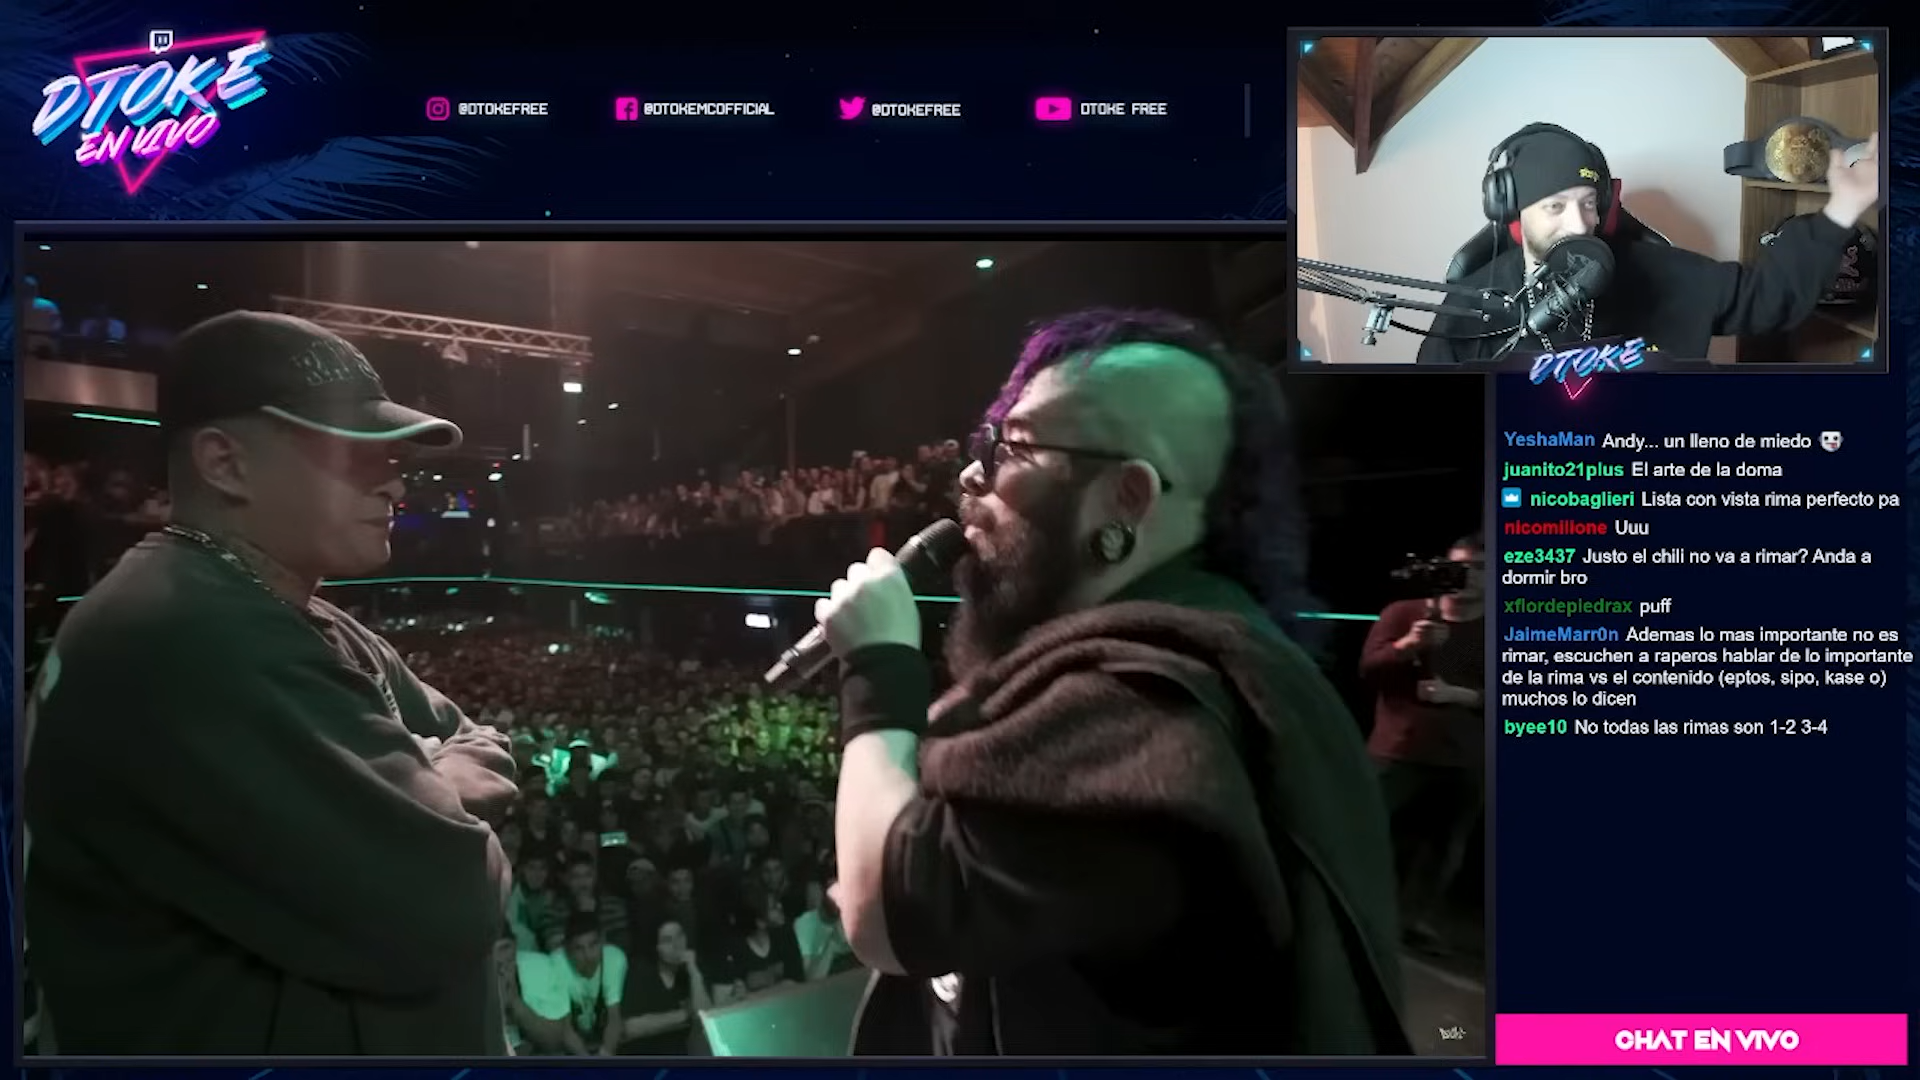 DTOKE
EN VIVO
@DTOKEFREE
@DTOKEMCOFFICIAL
@DTOKEFREE
DTOKE FREE
DTOKE
YeshaMan Andy... un lleno de miedo
juanito21plus El arte de la doma
nicobaglieri Lista con vista rima perfecto pa
nicomilione Uuu
eze3437 Justo el chili no va a rimar? Anda a
dormir bro
xflordepiedrax puff
JaimeMarr0n Ademas lo mas importante no es
rimar, escuchen a raperos hablar de lo importante
de la rima vs el contenido (eptos, sipo, kase o)
muchos lo dicen
byee10 No todas las rimas son 1-2 3-4
CHAT EN VIVO